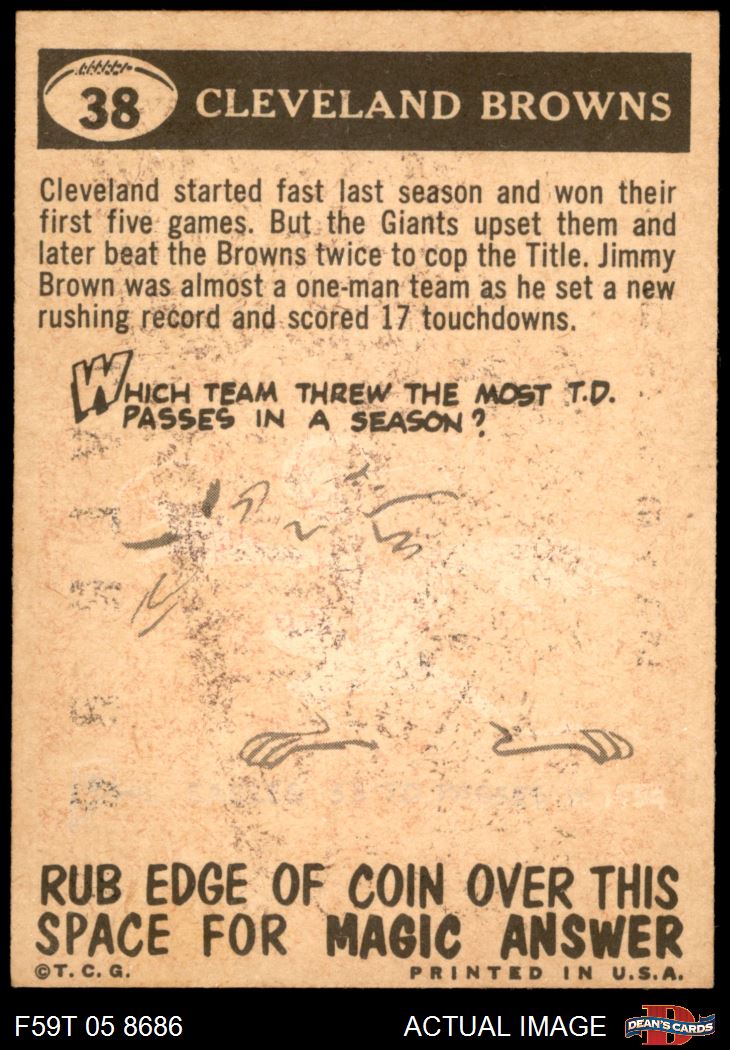 38 CLEVELAND BROWNS
Cleveland started fast last season and won their
first five games. But the Giants upset them and
later beat the Browns twice to cop the Title. Jimmy
Brown was almost a one-man team as he set a new
rushing record and scored 17 touchdowns.
WHICH TEAM THREW THE MOST T.D.
PASSES IN A SEASON?
RUB EDGE OF COIN OVER THIS
SPACE FOR MAGIC ANSWER
©T. C. G. PRINTED IN U.S.A.
F59T 05 8686 ACTUAL IMAGE D DEAN'S CARDS